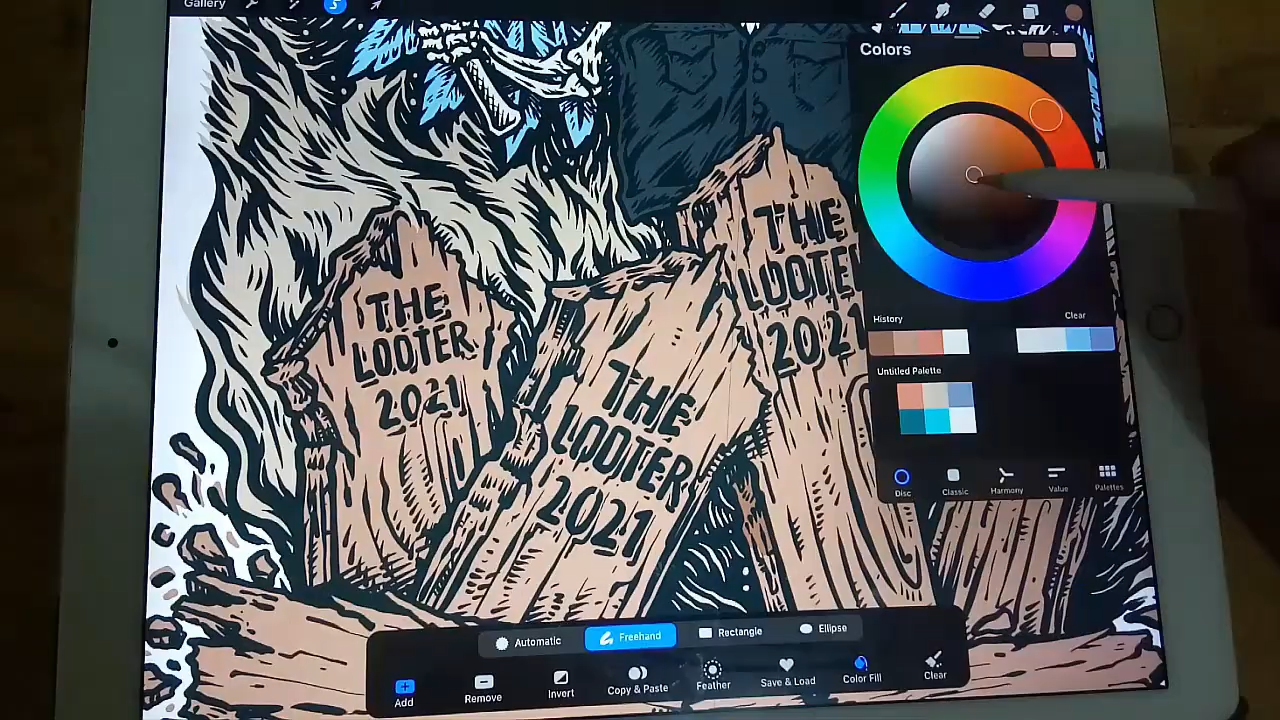 Gallery
Colors
THE
LOOTER
2021
THE
LOOTER
2021
THE
LOOTER
2021
History
Clear
Untitled Palette
Disc
Classic
Harmony
Value
Palettes
Automatic
Freehand
Rectangle
Ellipse
Add
Remove
Invert
Copy & Paste
Feather
Save & Load
Color Fill
Clear